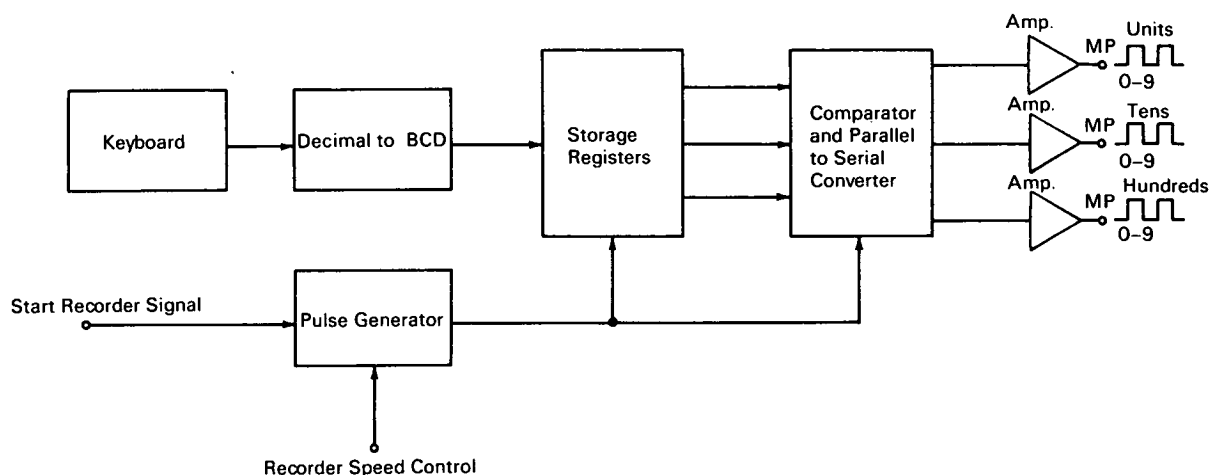 Amp.
MP
Units
0–9
Keyboard
Decimal to BCD
Storage
Registers
Comparator
and Parallel
to Serial
Converter
Amp.
MP
Tens
0–9
Amp.
MP
Hundreds
0–9
Start Recorder Signal
Pulse Generator
Recorder Speed Control